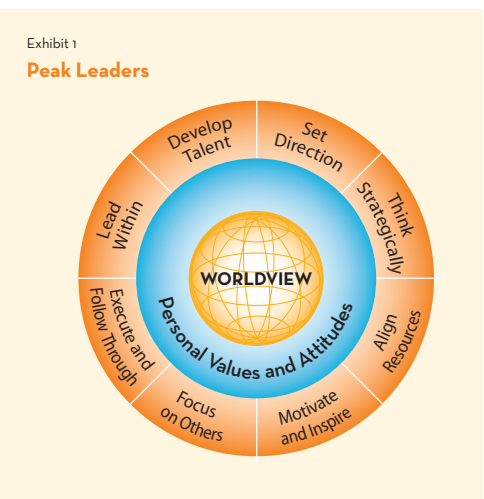 Exhibit 1
Peak Leaders
Develop
Talent
Set
Direction
Think
Strategically
Align
Resources
Motivate
and Inspire
Focus
on Others
Execute and
Follow Through
Lead
Within
WORLDVIEW
Personal Values and Attitudes